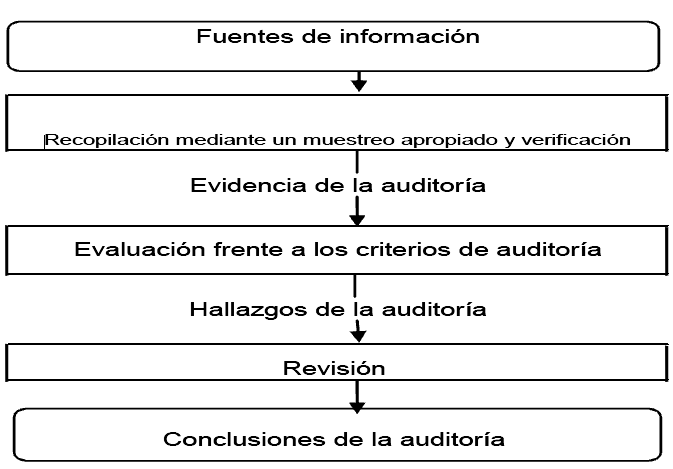 Fuentes de información
Recopilación mediante un muestreo apropiado y verificación
Evidencia de la auditoría
Evaluación frente a los criterios de auditoría
Hallazgos de la auditoría
Revisión
Conclusiones de la auditoría